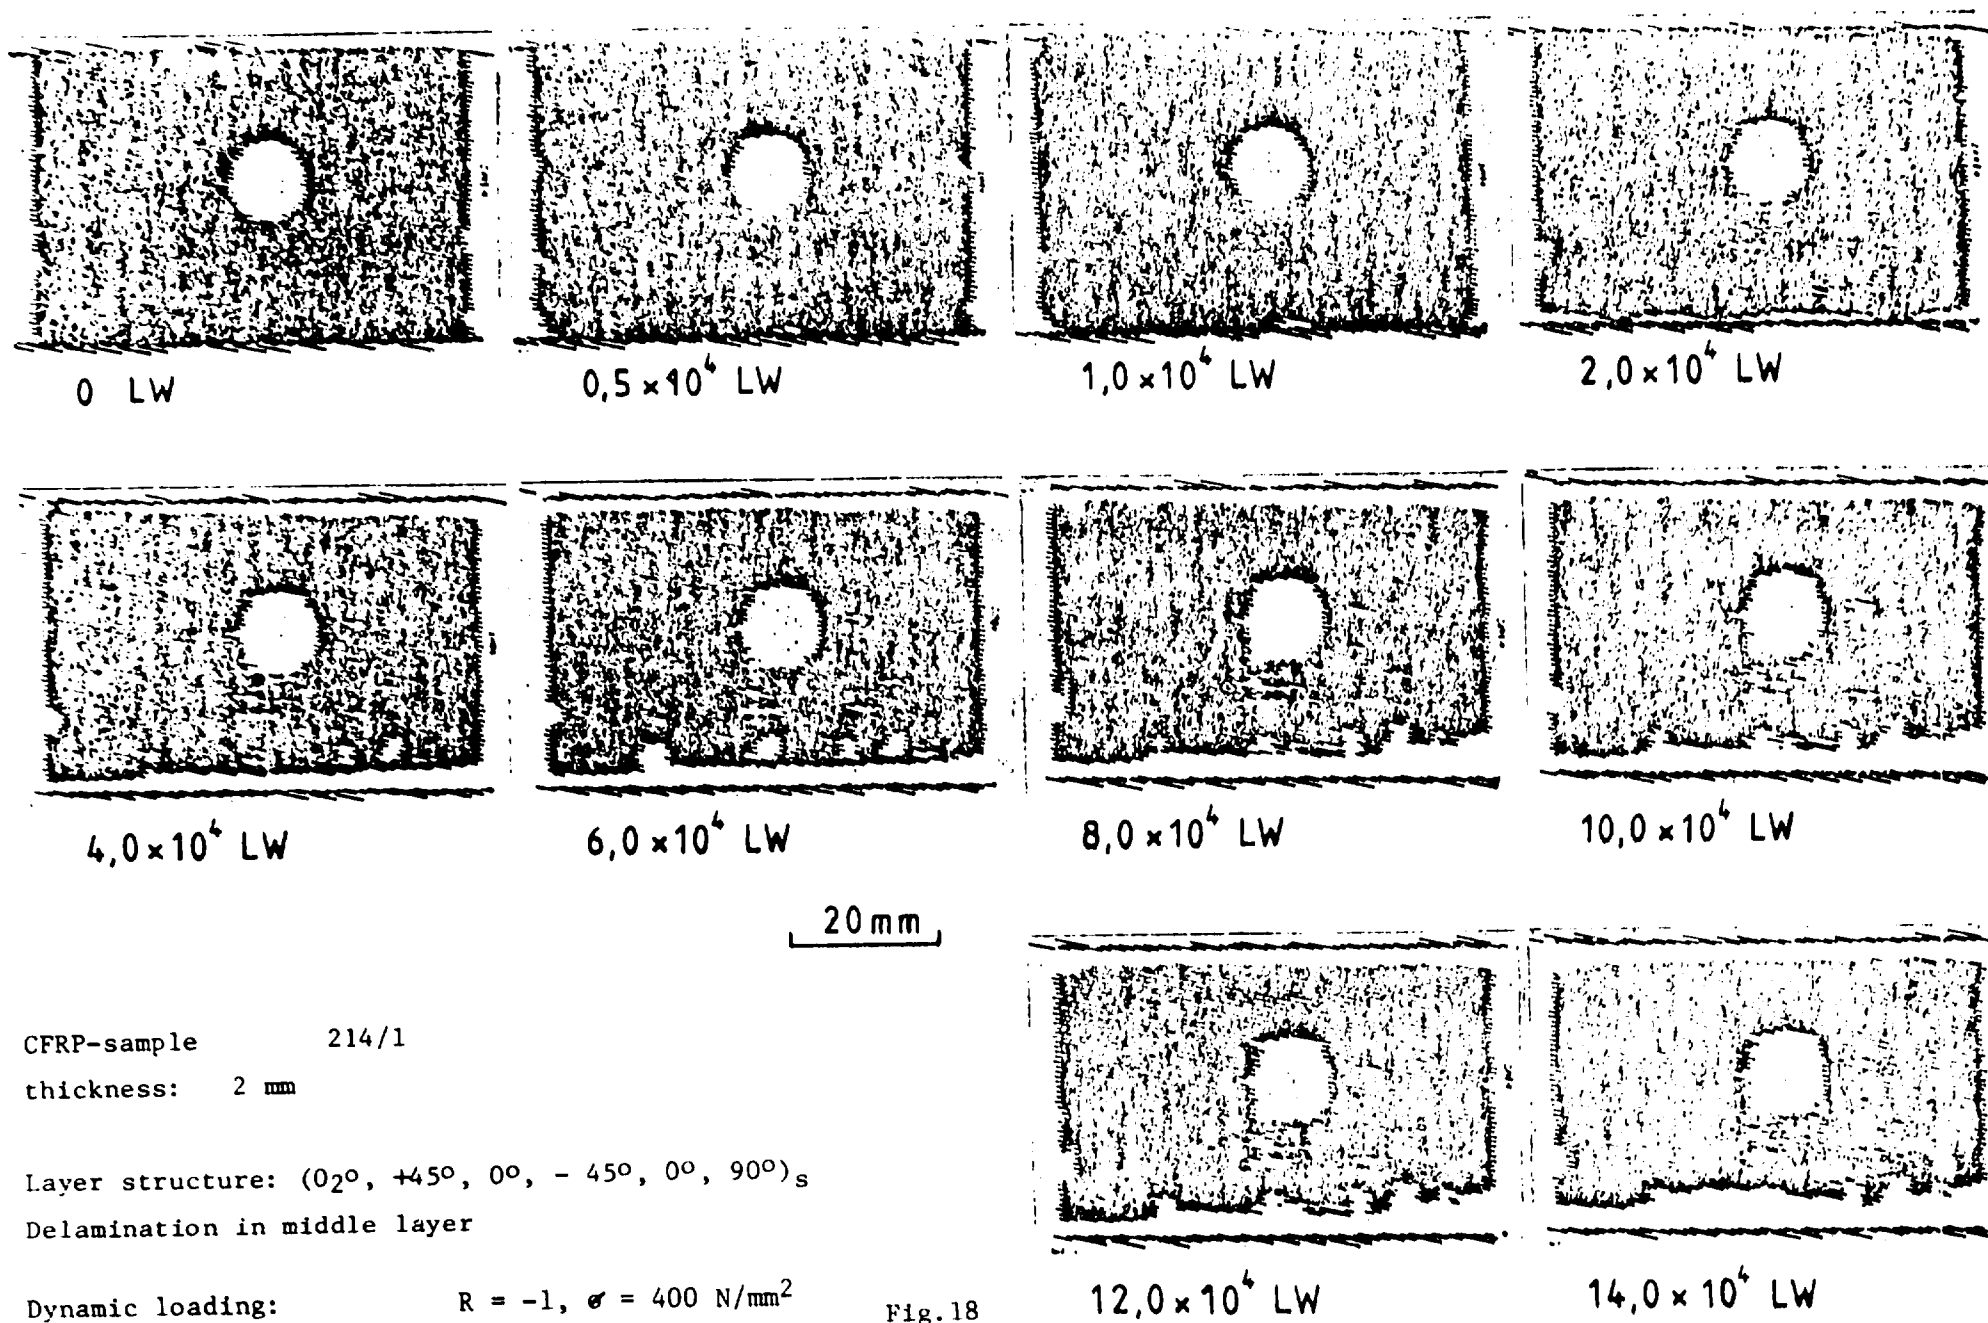 0 LW
0,5×10⁴ LW
1,0×10⁴ LW
2,0×10⁴ LW
4,0×10⁴ LW
6,0×10⁴ LW
8,0×10⁴ LW
10,0×10⁴ LW
20mm
12,0×10⁴ LW
14,0×10⁴ LW
CFRP-sample 214/1
thickness: 2 mm
Layer structure: (0₂°, +45°, 0°, - 45°, 0°, 90°)ₛ
Delamination in middle layer
Dynamic loading: R = -1, σ = 400 N/mm²
Fig.18